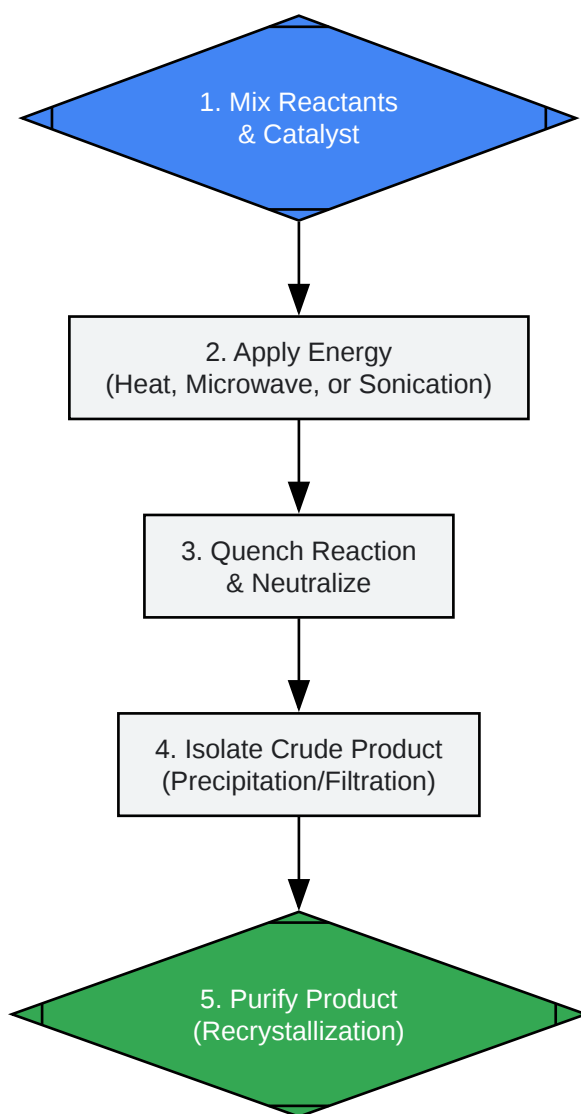 1. Mix Reactants
& Catalyst
2. Apply Energy
(Heat, Microwave, or Sonication)
3. Quench Reaction
& Neutralize
4. Isolate Crude Product
(Precipitation/Filtration)
5. Purify Product
(Recrystallization)